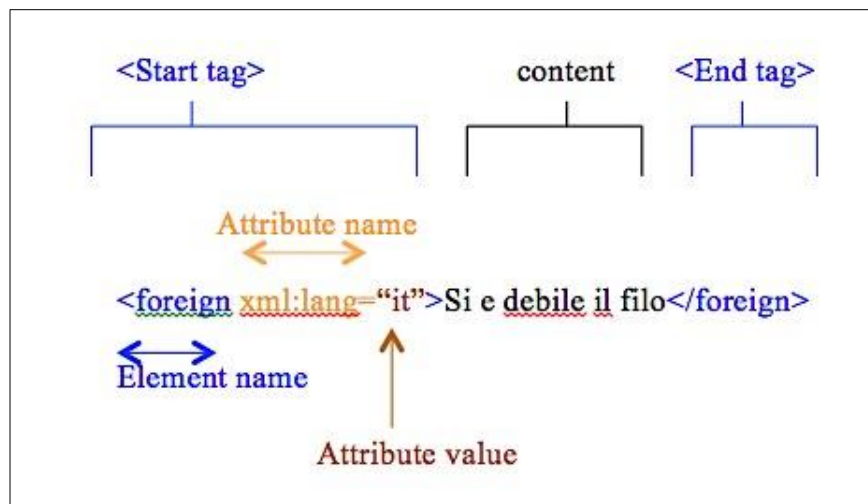 <Start tag> content <End tag>
Attribute name
<foreign xml:lang=“it”>Si e debile il filo</foreign>
Element name
Attribute value